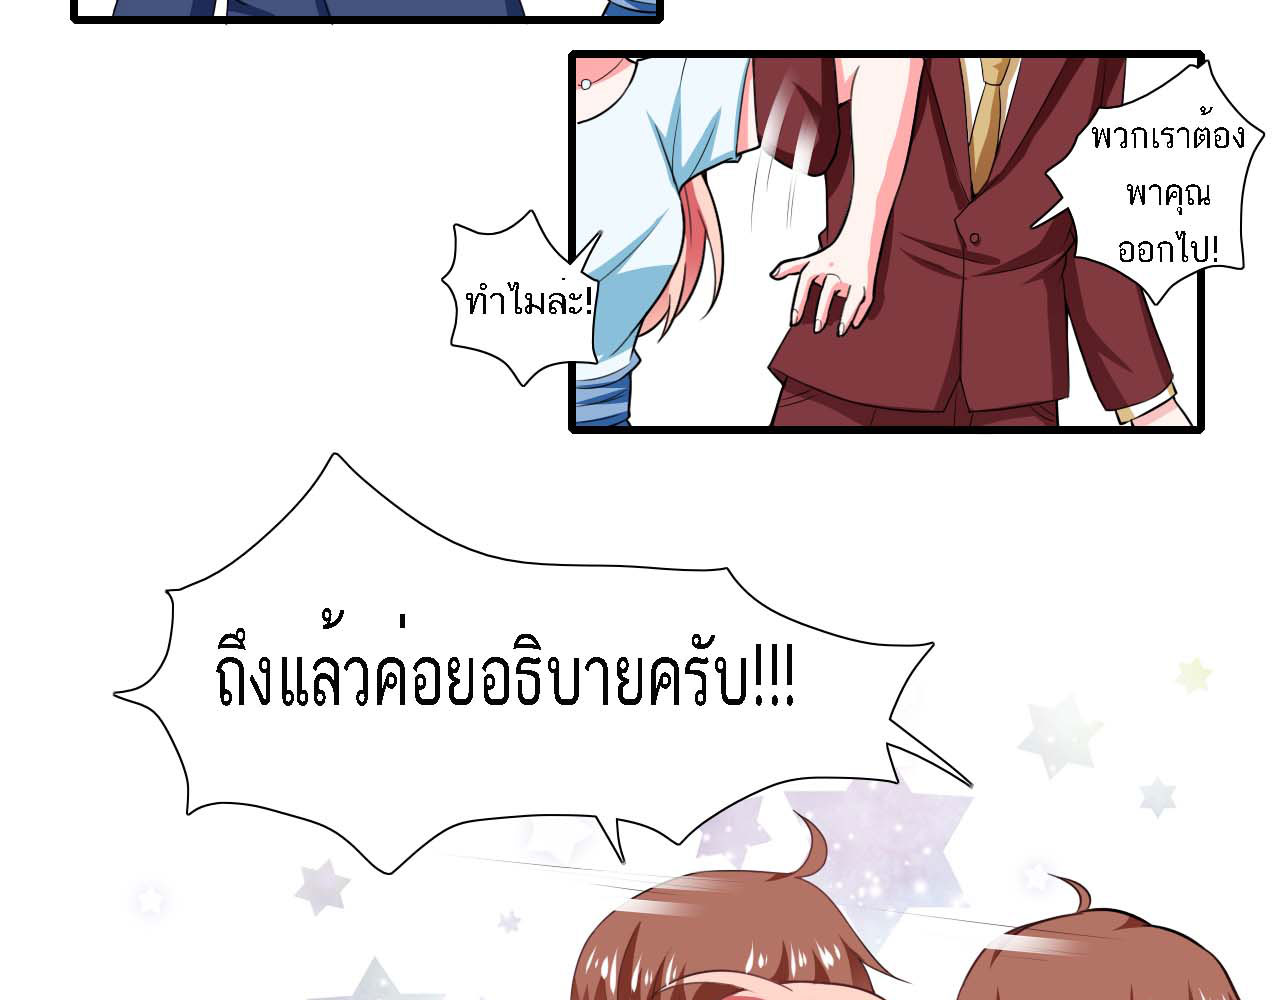 พวกเราต้อง
พาคุณ
ออกไป!
ทำไมล่ะ!
ถึงแล้วค่อยอธิบายครับ!!!